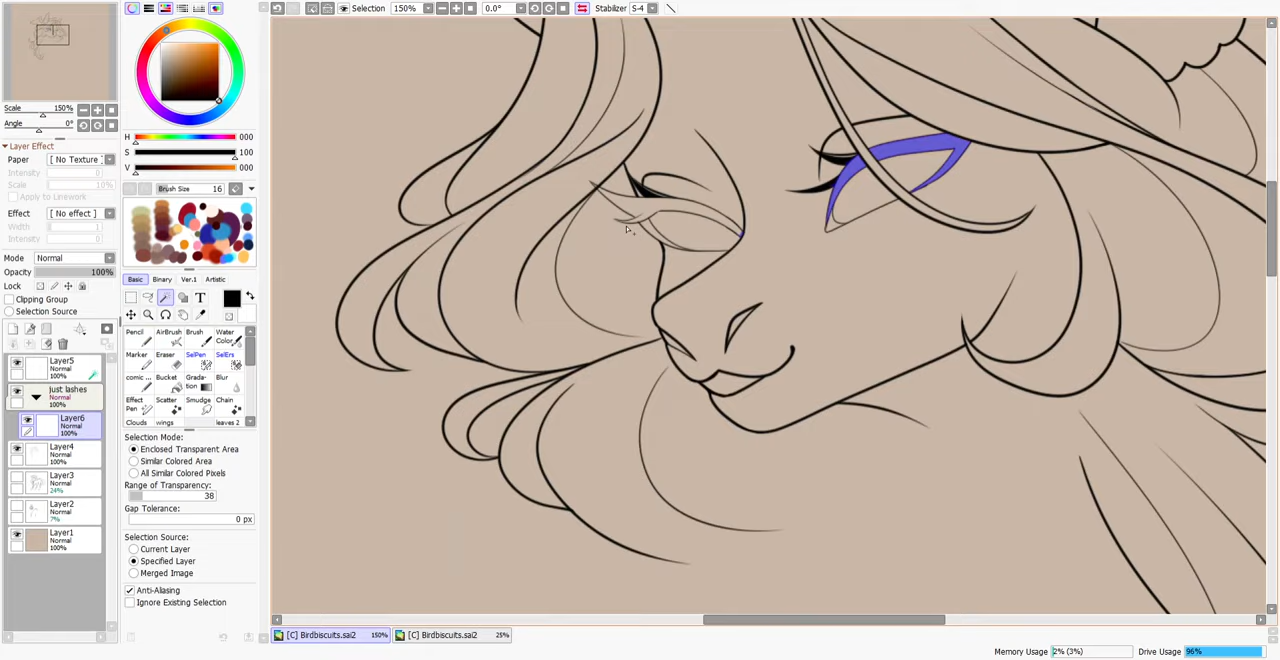 Selection 150% 0.0° Stabilizer S-4
Scale 150%
Angle 0°
Layer Effect
Paper [ No Texture ]
Intensity 0
Scale 10%
Apply to Linework
Effect [ No effect ]
Width 1
Intensity 0
Mode Normal
Opacity 100%
Lock
Clipping Group
Selection Source
Layer5
Normal
100%
just lashes
Normal
100%
Layer6
Normal
100%
Layer4
Normal
100%
Layer3
Normal
24%
Layer2
Normal
7%
Layer1
Normal
100%
H 000
S 100
V 000
Brush Size 16
Basic Binary Ver.1 Artistic
T
Pencil AirBrush Brush Water Color
Marker Eraser SelPen SelErs
comic ... Bucket Grada-tion Blur
Effect Pen Scatter Smudge Chain
Clouds wings leaves 2
Selection Mode:
Enclosed Transparent Area
Similar Colored Area
All Similar Colored Pixels
Range of Transparency:
38
Gap Tolerance:
0 px
Selection Source:
Current Layer
Specified Layer
Merged Image
Anti-Aliasing
Ignore Existing Selection
[C] Birdbiscuits.sai2 150% [C] Birdbiscuits.sai2 25%
Memory Usage 2% (3%) Drive Usage 96%